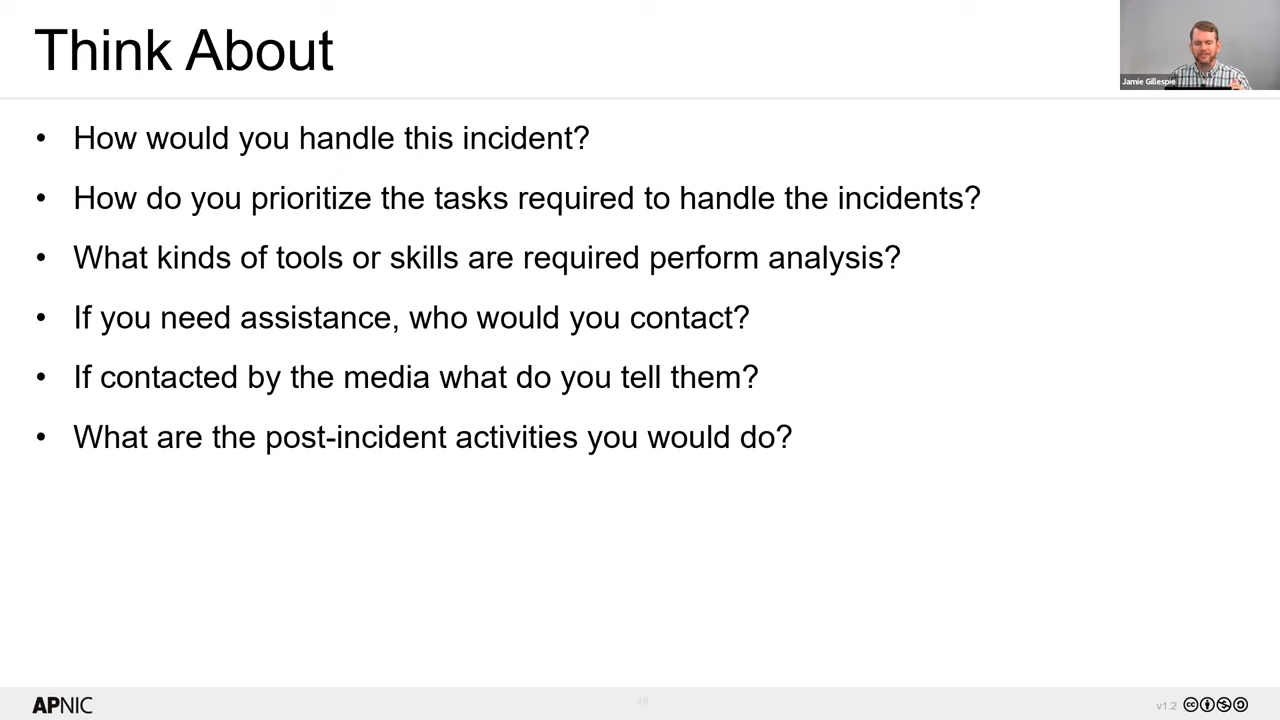 Think About
Jamie Gillespie
• How would you handle this incident?
• How do you prioritize the tasks required to handle the incidents?
• What kinds of tools or skills are required perform analysis?
• If you need assistance, who would you contact?
• If contacted by the media what do you tell them?
• What are the post-incident activities you would do?
APNIC
49
v1.2